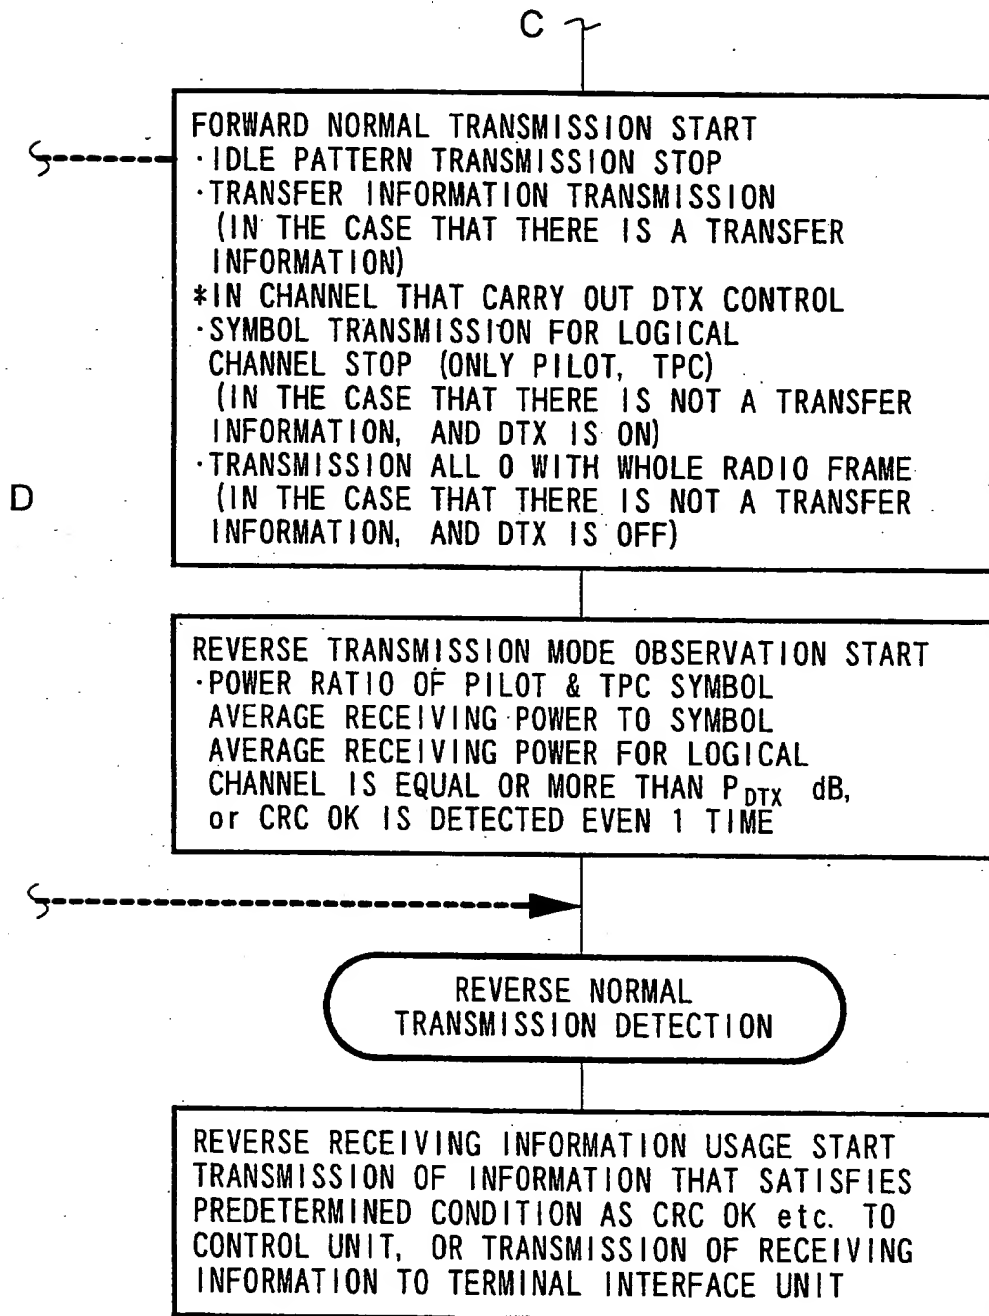 C
FORWARD NORMAL TRANSMISSION START
·IDLE PATTERN TRANSMISSION STOP
·TRANSFER INFORMATION TRANSMISSION
(IN THE CASE THAT THERE IS A TRANSFER
INFORMATION)
*IN CHANNEL THAT CARRY OUT DTX CONTROL
·SYMBOL TRANSMISSION FOR LOGICAL
CHANNEL STOP (ONLY PILOT, TPC)
(IN THE CASE THAT THERE IS NOT A TRANSFER
INFORMATION, AND DTX IS ON)
·TRANSMISSION ALL 0 WITH WHOLE RADIO FRAME
(IN THE CASE THAT THERE IS NOT A TRANSFER
INFORMATION, AND DTX IS OFF)
D
REVERSE TRANSMISSION MODE OBSERVATION START
·POWER RATIO OF PILOT & TPC SYMBOL
AVERAGE RECEIVING POWER TO SYMBOL
AVERAGE RECEIVING POWER FOR LOGICAL
CHANNEL IS EQUAL OR MORE THAN PDTX dB,
or CRC OK IS DETECTED EVEN 1 TIME
REVERSE NORMAL
TRANSMISSION DETECTION
REVERSE RECEIVING INFORMATION USAGE START
TRANSMISSION OF INFORMATION THAT SATISFIES
PREDETERMINED CONDITION AS CRC OK etc. TO
CONTROL UNIT, OR TRANSMISSION OF RECEIVING
INFORMATION TO TERMINAL INTERFACE UNIT